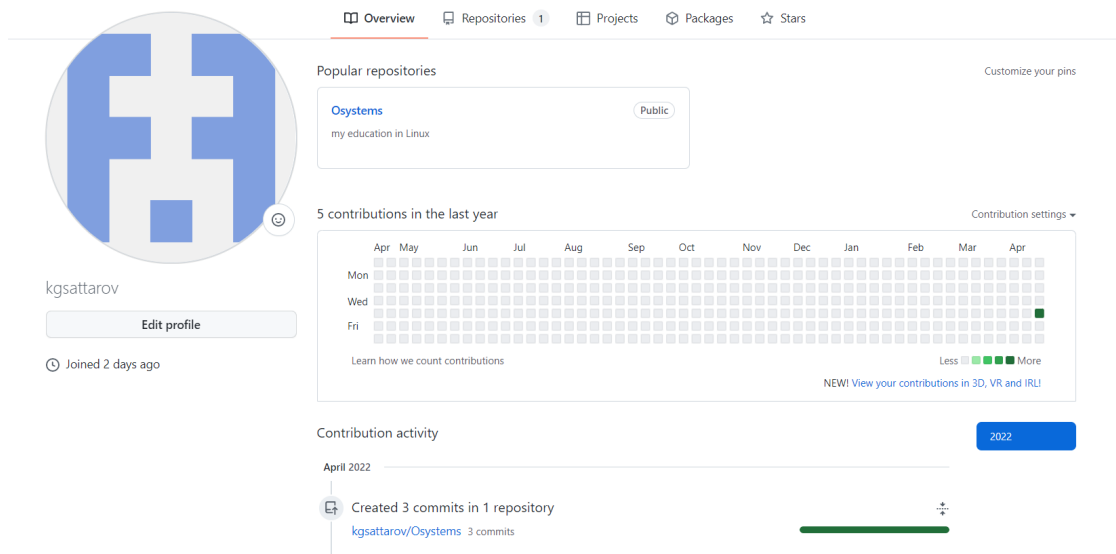 Overview Repositories 1 Projects Packages Stars
Popular repositories Customize your pins
Osystems Public
my education in Linux
5 contributions in the last year Contribution settings
Apr May Jun Jul Aug Sep Oct Nov Dec Jan Feb Mar Apr
Mon
Wed
Fri
Learn how we count contributions Less More
NEW! View your contributions in 3D, VR and IRL!
kgsattarov
Edit profile
Joined 2 days ago
Contribution activity 2022
April 2022
Created 3 commits in 1 repository
kgsattarov/Osystems 3 commits